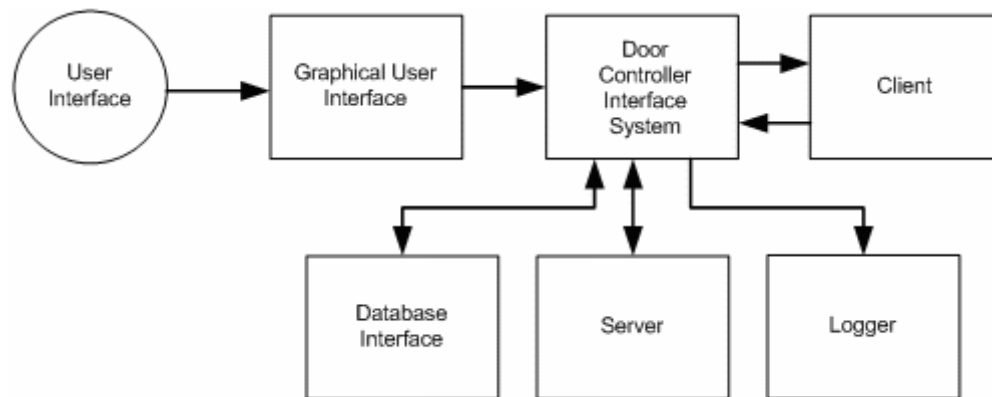 User
Interface
Graphical User
Interface
Door
Controller
Interface
System
Client
Database
Interface
Server
Logger